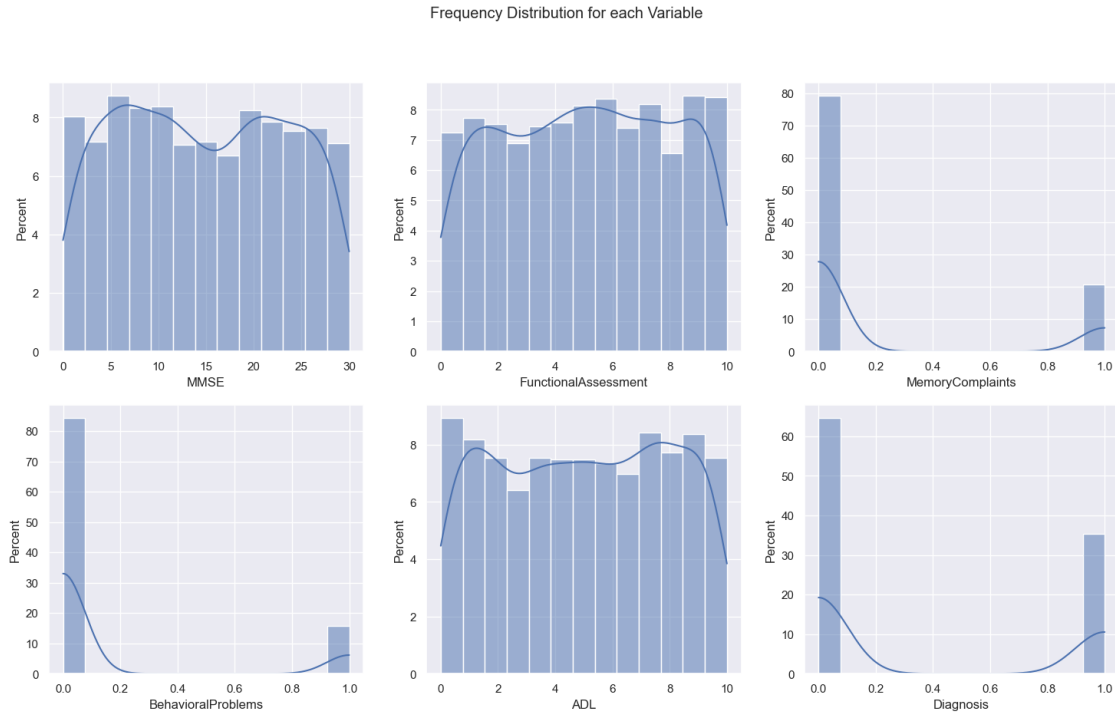 Frequency Distribution for each Variable
Percent
8
6
4
2
0
0 5 10 15 20 25 30
MMSE
Percent
8
7
6
5
4
3
2
1
0
0 2 4 6 8 10
FunctionalAssessment
Percent
80
70
60
50
40
30
20
10
0
0.0 0.2 0.4 0.6 0.8 1.0
MemoryComplaints
Percent
80
70
60
50
40
30
20
10
0
0.0 0.2 0.4 0.6 0.8 1.0
BehavioralProblems
Percent
8
6
4
2
0
0 2 4 6 8 10
ADL
Percent
60
50
40
30
20
10
0
0.0 0.2 0.4 0.6 0.8 1.0
Diagnosis